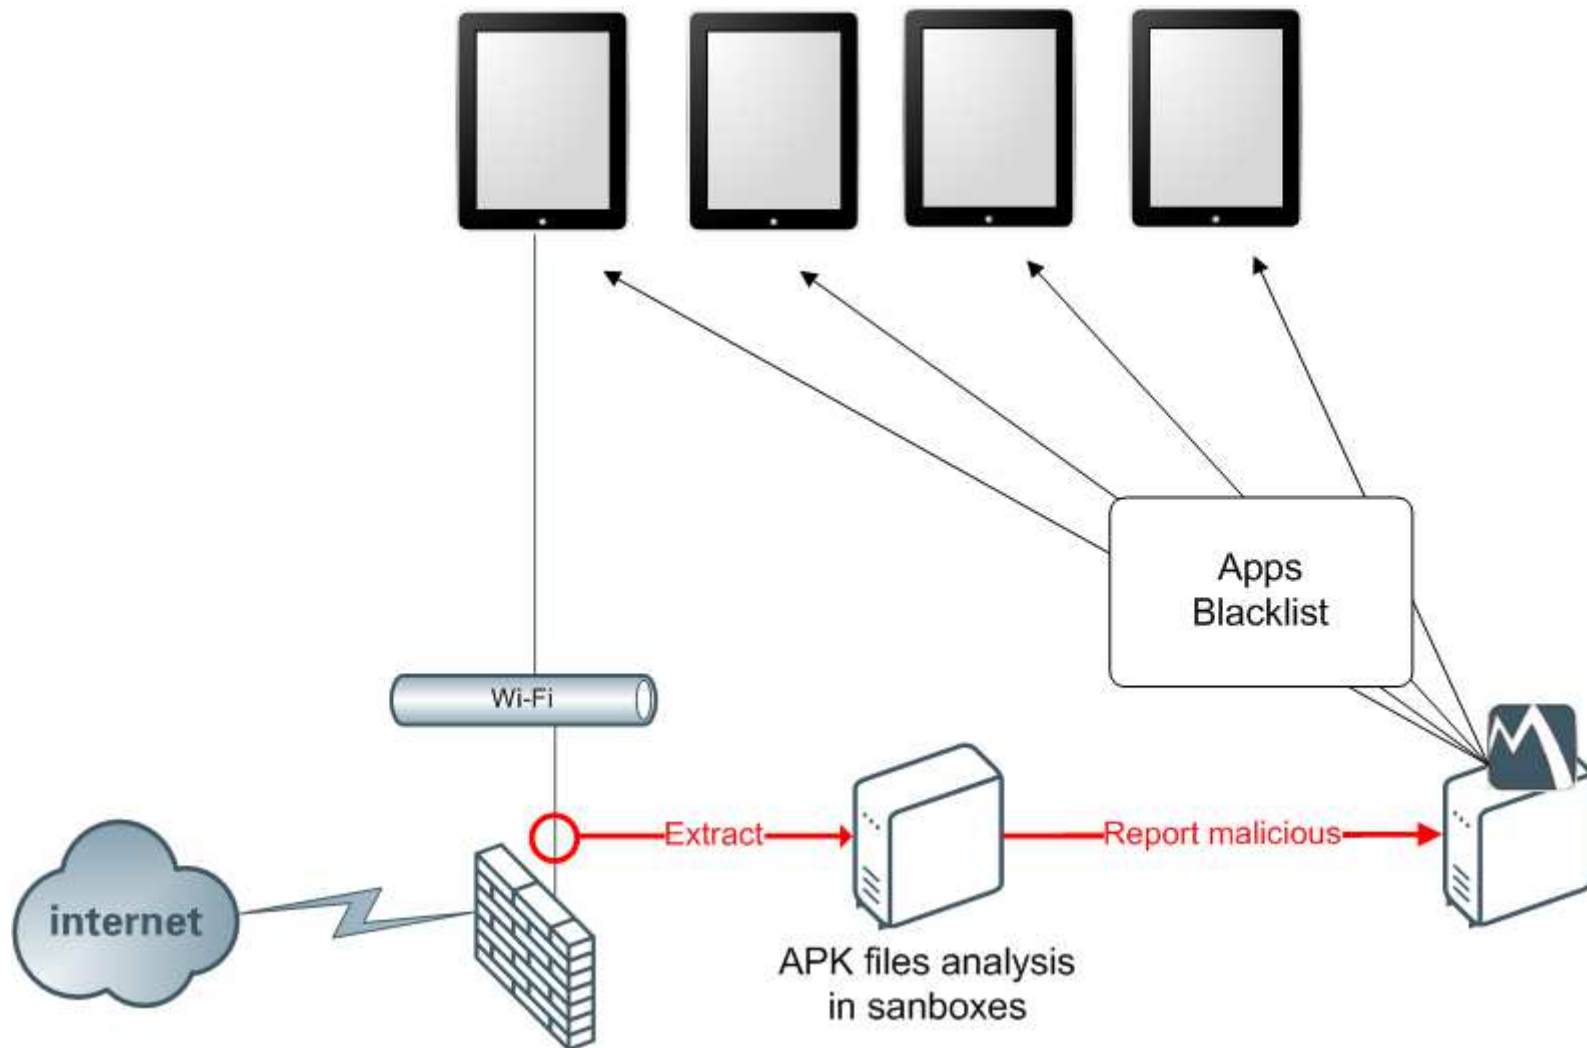 Apps
Blacklist
Wi-Fi
Extract
Report malicious
internet
APK files analysis
in sanboxes